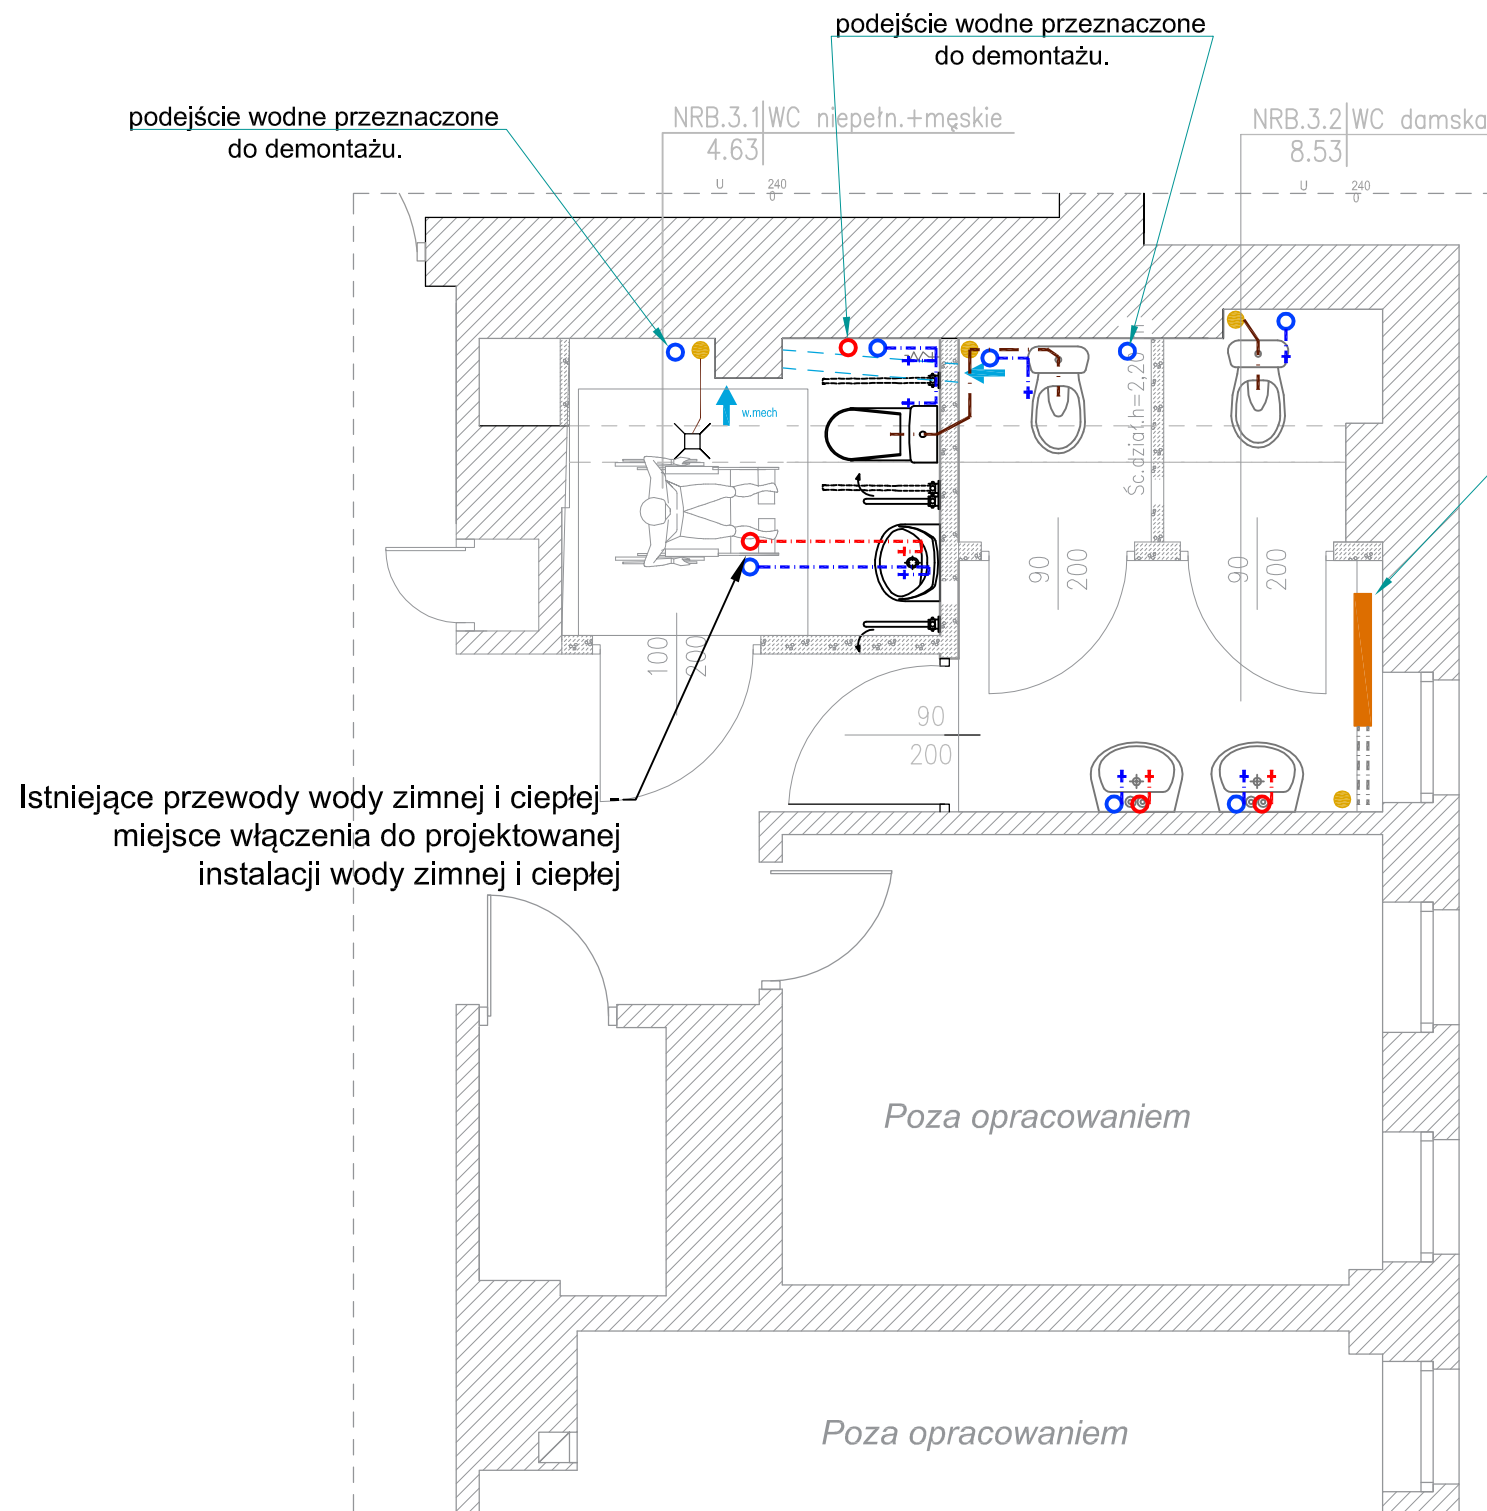 podejście wodne przeznaczone
do demontażu.
podejście wodne przeznaczone
do demontażu.
NRB.3.1 WC niepełn.+męskie
4.63
NRB.3.2 WC damska
8.53
U 240
0
U 240
0
w.mech
Śc.dział.h=2,20
90
200
90
200
100
200
90
200
Istniejące przewody wody zimnej i ciepłej -
miejsce włączenia do projektowanej
instalacji wody zimnej i ciepłej
Poza opracowaniem
Poza opracowaniem